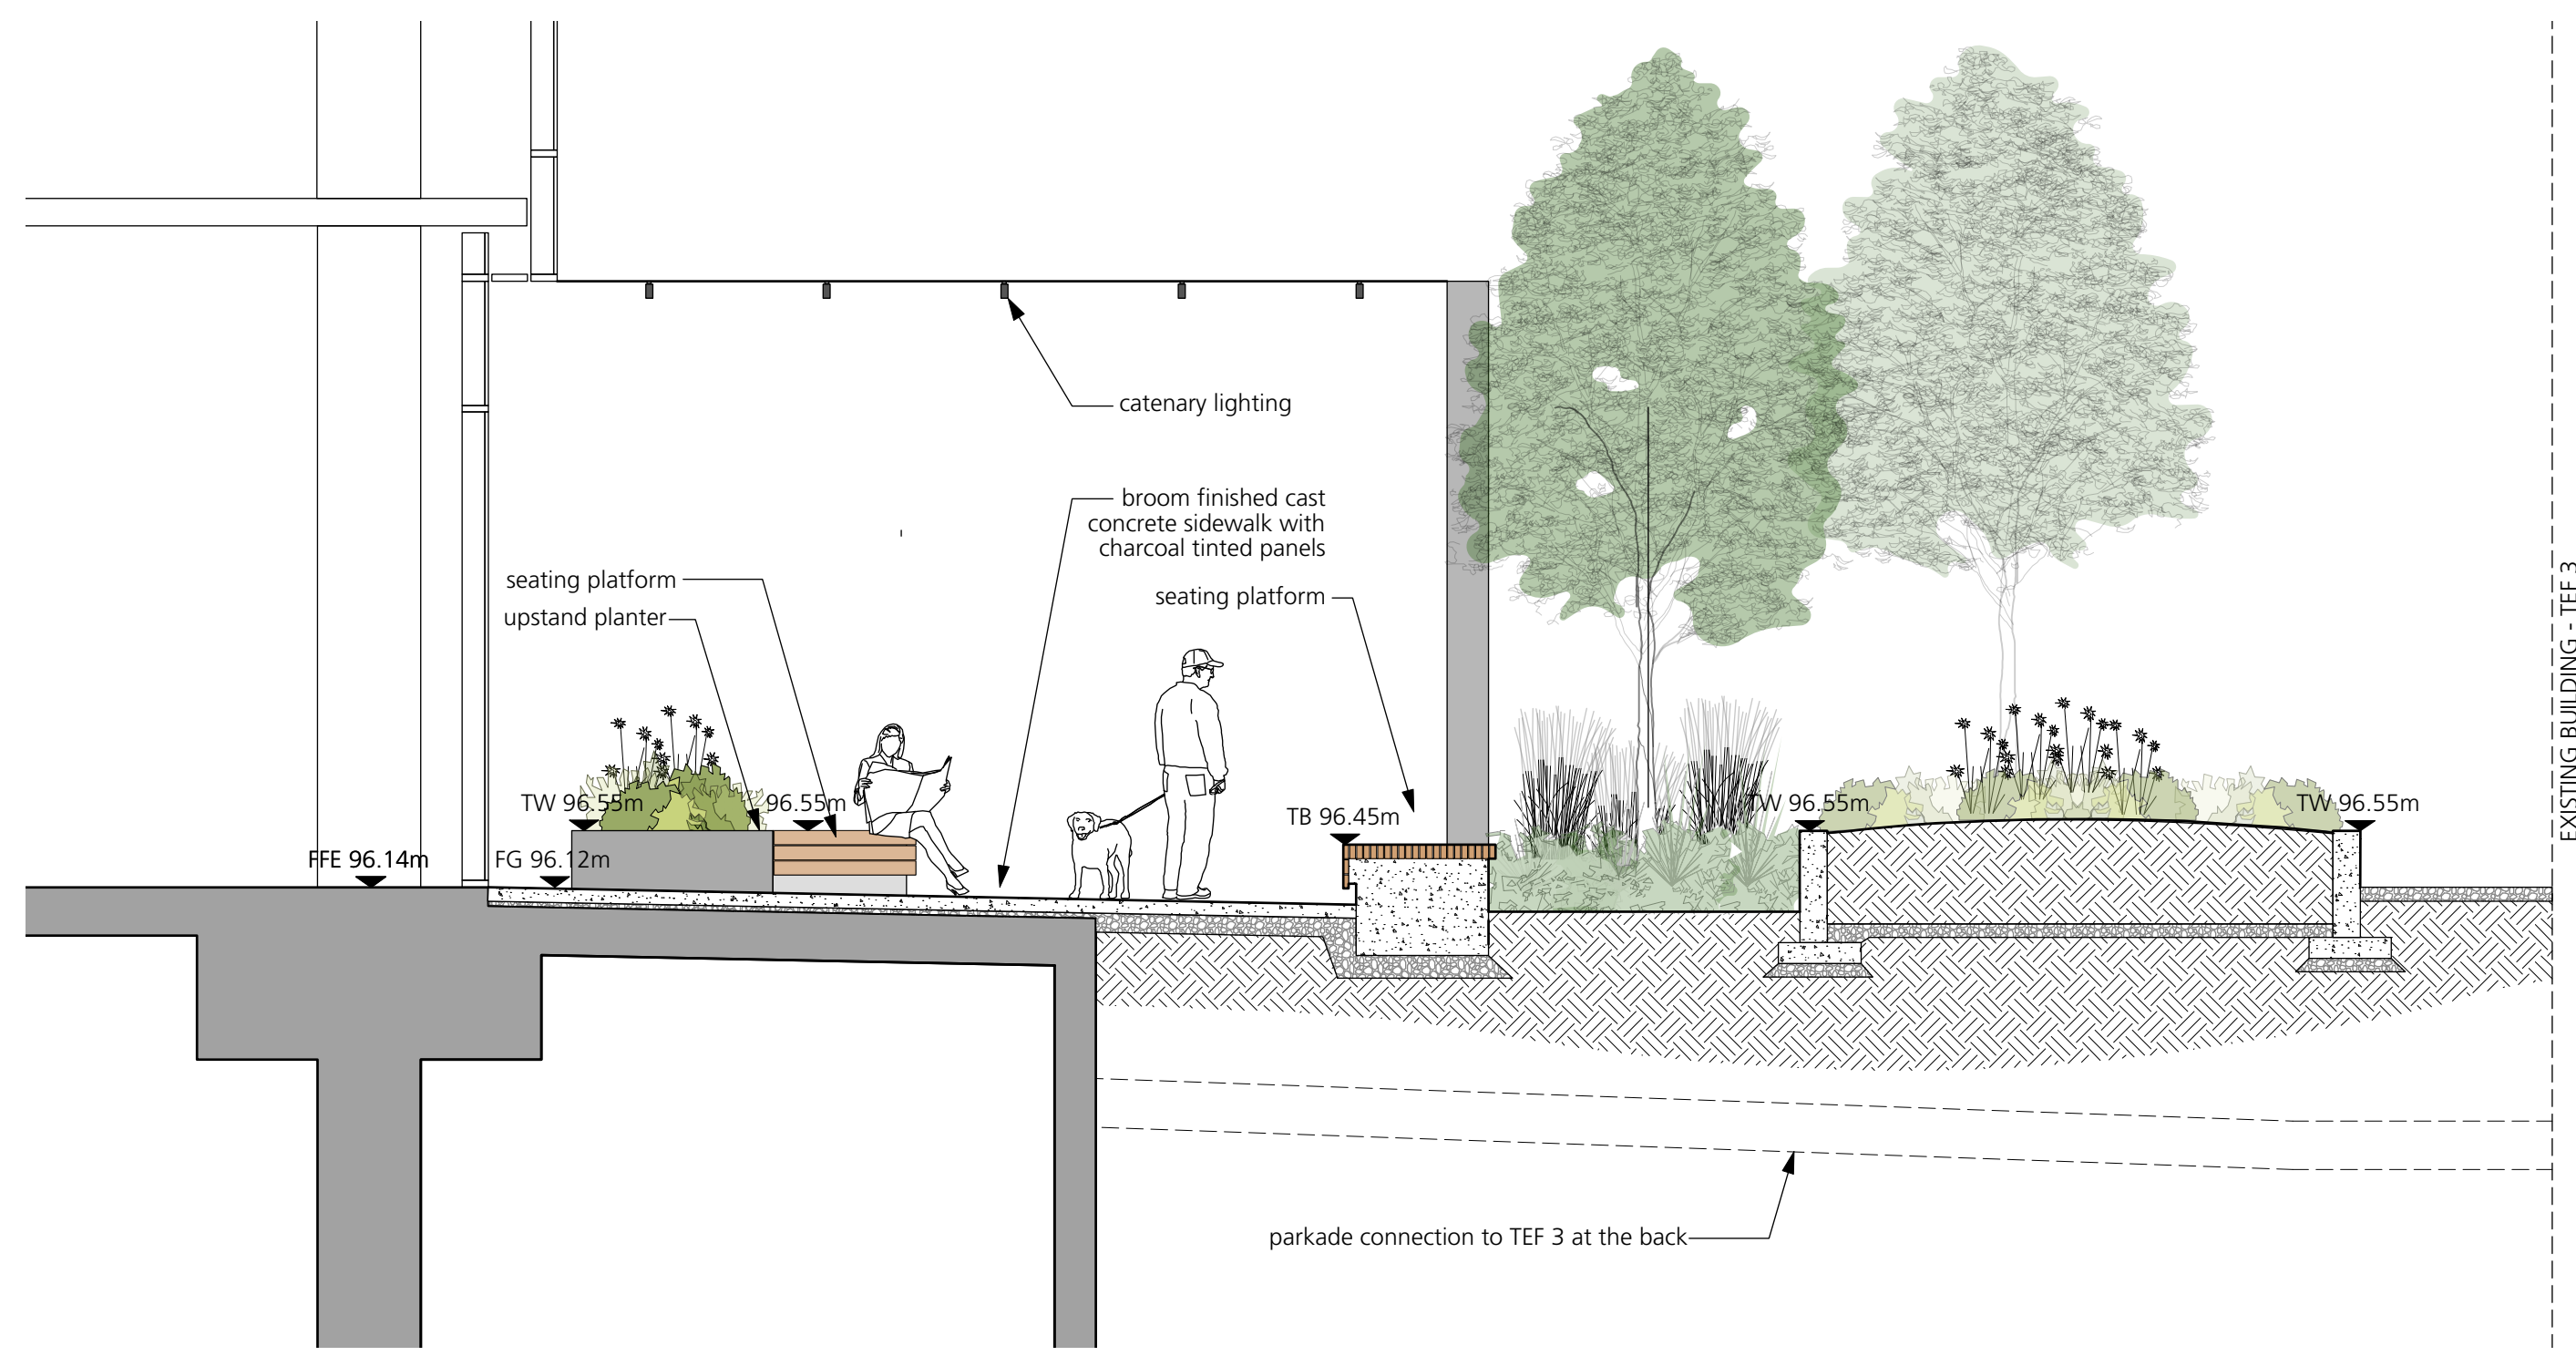 catenary lighting
broom finished cast
concrete sidewalk with
charcoal tinted panels
seating platform
upstand planter
seating platform
TW 96.55m
96.55m
TB 96.45m
TW 96.55m
TW 96.55m
FFE 96.14m
FG 96.12m
parkade connection to TEF 3 at the back
EXISTING BUILDING - TEF 3